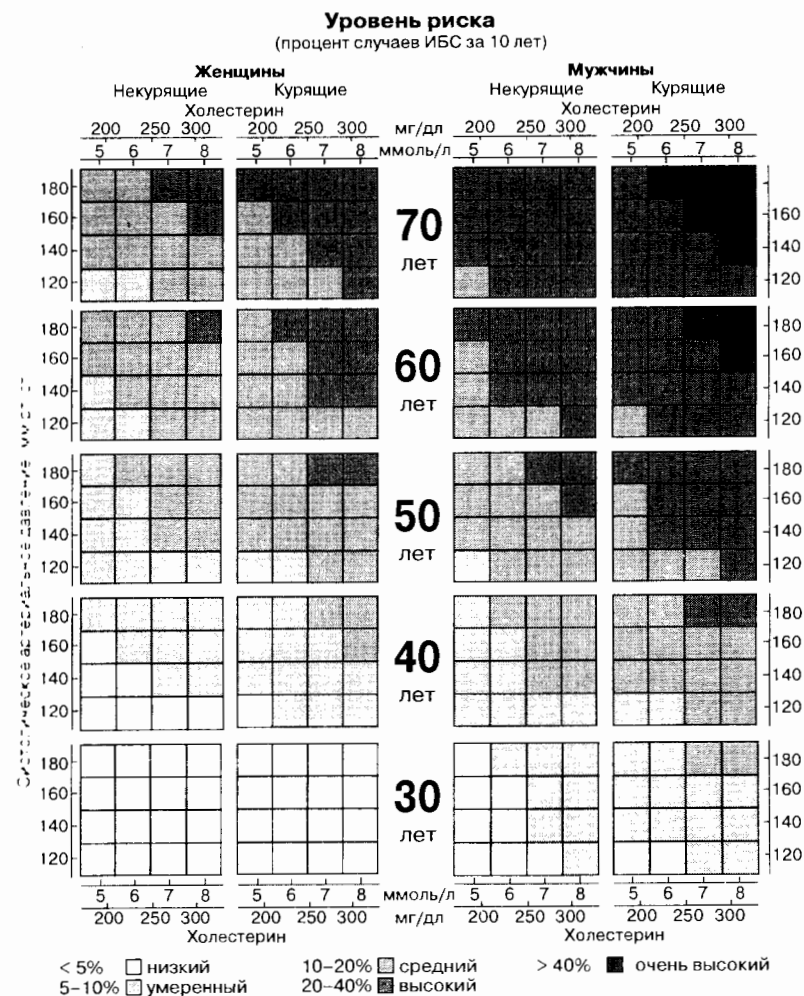 Уровень риска
(процент случаев ИБС за 10 лет)
Женщины Мужчины
Некурящие Курящие Некурящие Курящие
Холестерин Холестерин
200 250 300 200 250 300 мг/дл 200 250 300 200 250 300
5 6 7 8 5 6 7 8 ммоль/л 5 6 7 8 5 6 7 8
180
160 160
70
140 140
лет
120 120
180 180
160 160
60
140 140
лет
120 120
180 180
160 160
50
140 140
лет
120 120
180 180
160 160
40
140 140
лет
120 120
180 180
160 160
30
140 140
лет
120 120
5 6 7 8 5 6 7 8 ммоль/л 5 6 7 8 5 6 7 8
200 250 300 200 250 300 мг/дл 200 250 300 200 250 300
Холестерин Холестерин
Систолическое артериальное давление
< 5% низкий 10–20% средний > 40% очень высокий
5–10% умеренный 20–40% высокий